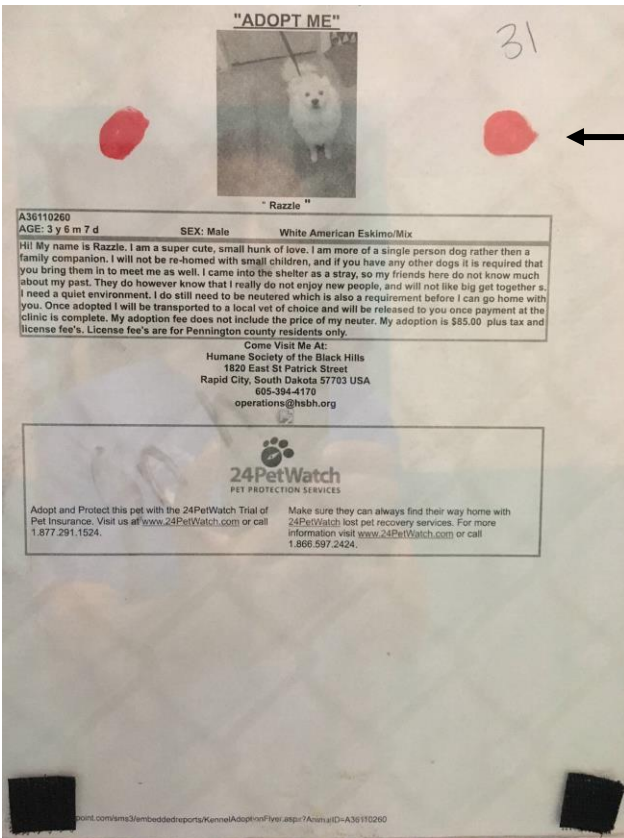 "ADOPT ME"
31
" Razzle "
A36110260
AGE: 3 y 6 m 7 d SEX: Male White American Eskimo/Mix
Hi! My name is Razzle. I am a super cute, small hunk of love. I am more of a single person dog rather then a
family companion. I will not be re-homed with small children, and if you have any other dogs it is required that
you bring them in to meet me as well. I came into the shelter as a stray, so my friends here do not know much
about my past. They do however know that I really do not enjoy new people, and will not like big get together s.
I need a quiet environment. I do still need to be neutered which is also a requirement before I can go home with
you. Once adopted I will be transported to a local vet of choice and will be released to you once payment at the
clinic is complete. My adoption fee does not include the price of my neuter. My adoption is $85.00 plus tax and
license fee's. License fee's are for Pennington county residents only.
Come Visit Me At:
Humane Society of the Black Hills
1820 East St Patrick Street
Rapid City, South Dakota 57703 USA
605-394-4170
operations@hsbh.org
24PetWatch
PET PROTECTION SERVICES
Adopt and Protect this pet with the 24PetWatch Trial of
Pet Insurance. Visit us at www.24PetWatch.com or call
1.877.291.1524.
Make sure they can always find their way home with
24PetWatch lost pet recovery services. For more
information visit www.24PetWatch.com or call
1.866.597.2424.
point.com/sms3/embeddedreports/KennelAdoptionFlyer.aspx?AnimalID=A36110260